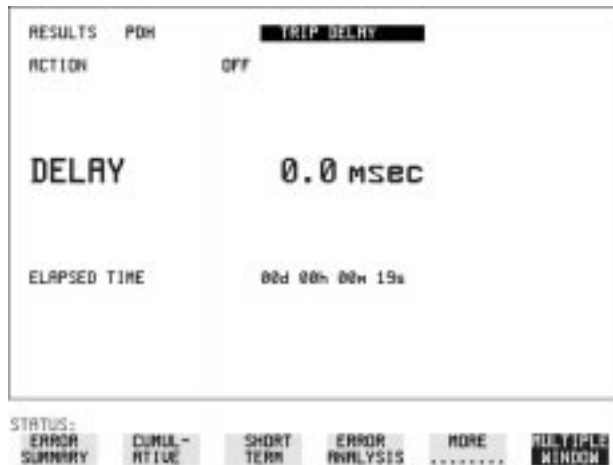 RESULTS PDH TRIP DELAY
ACTION OFF
DELAY 0.0 msec
ELAPSED TIME 00d 00h 00m 19s
STATUS:
ERROR SUMMARY CUMUL-ATIVE SHORT TERM ERROR ANALYSIS MORE ........ MULTIPLE WINDOW